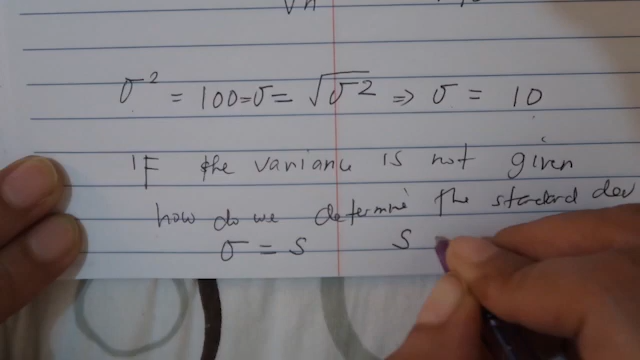 √n
σ² = 100 = σ = √σ² ⇒ σ = 10
IF the variance is not given
how do we determine the standard dev
σ = s s